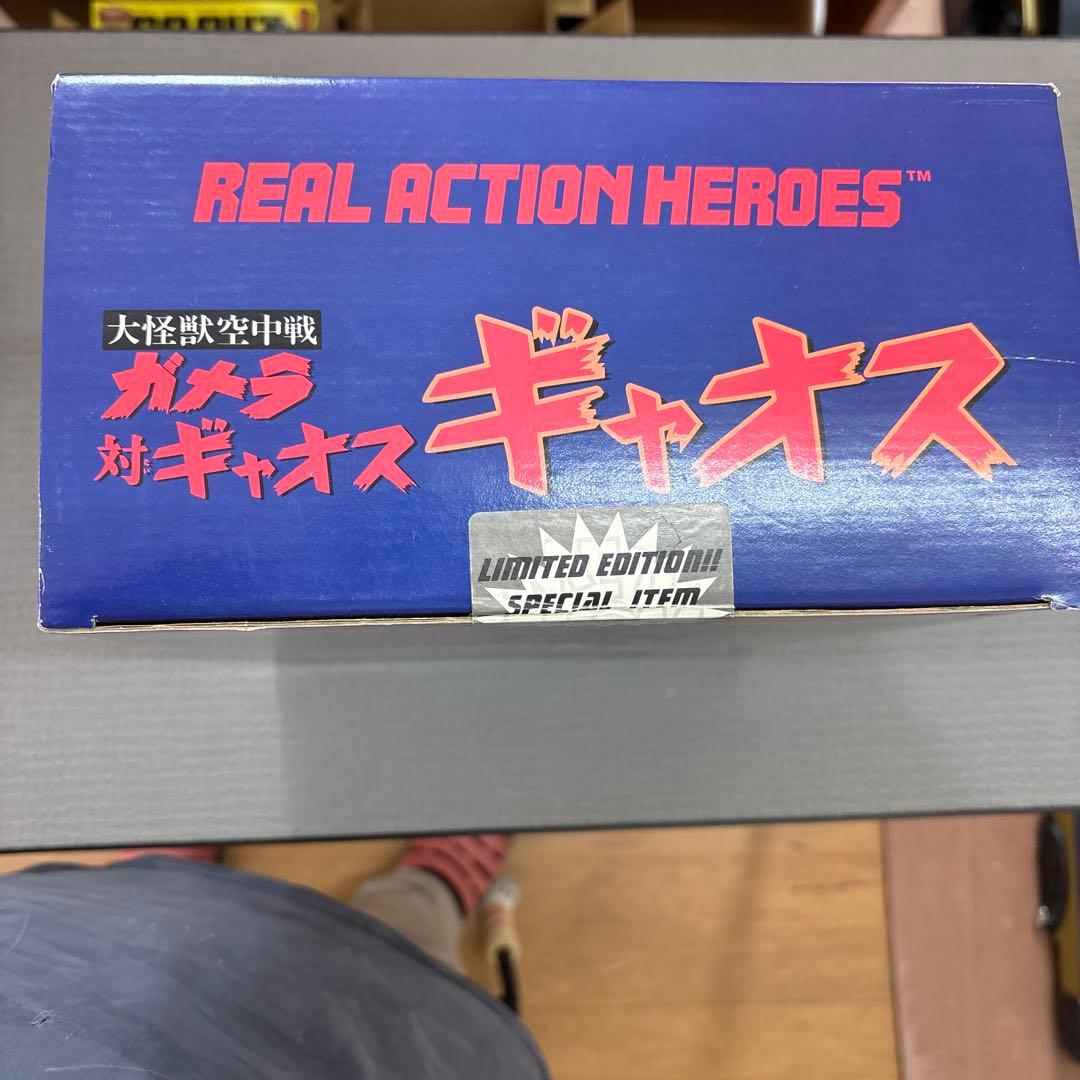 REAL ACTION HEROES™
大怪獣空中戦
ガメラ
対ギャオス
ギャオス
LIMITED EDITION!!
SPECIAL ITEM